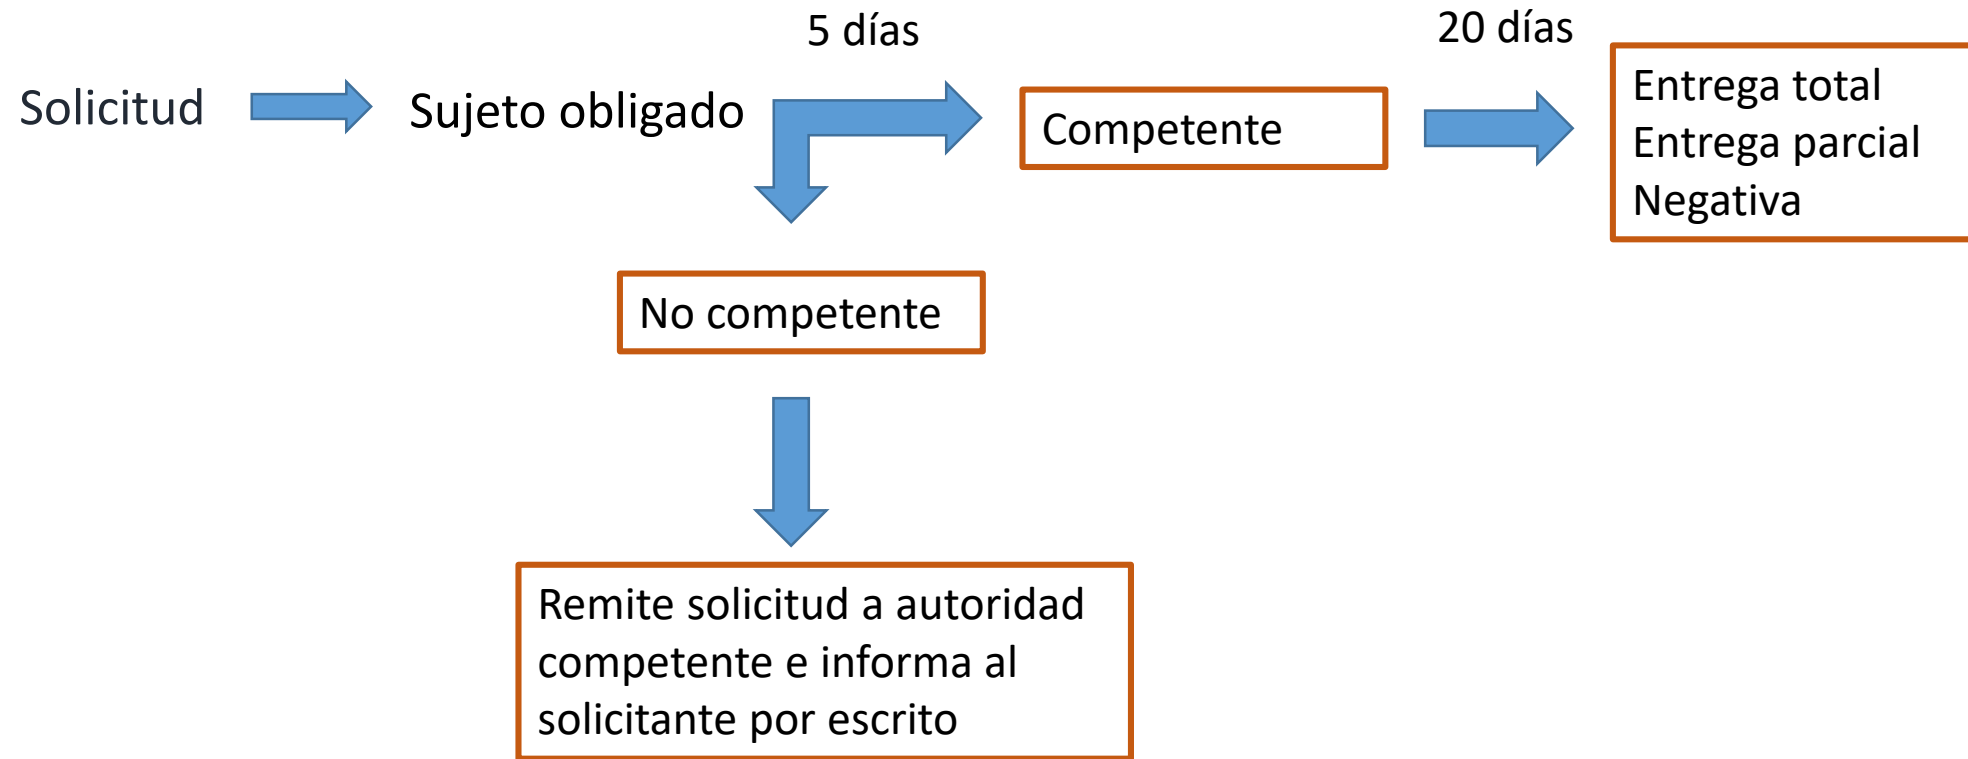 5 días
20 días
Solicitud
Sujeto obligado
Competente
Entrega total
Entrega parcial
Negativa
No competente
Remite solicitud a autoridad
competente e informa al
solicitante por escrito